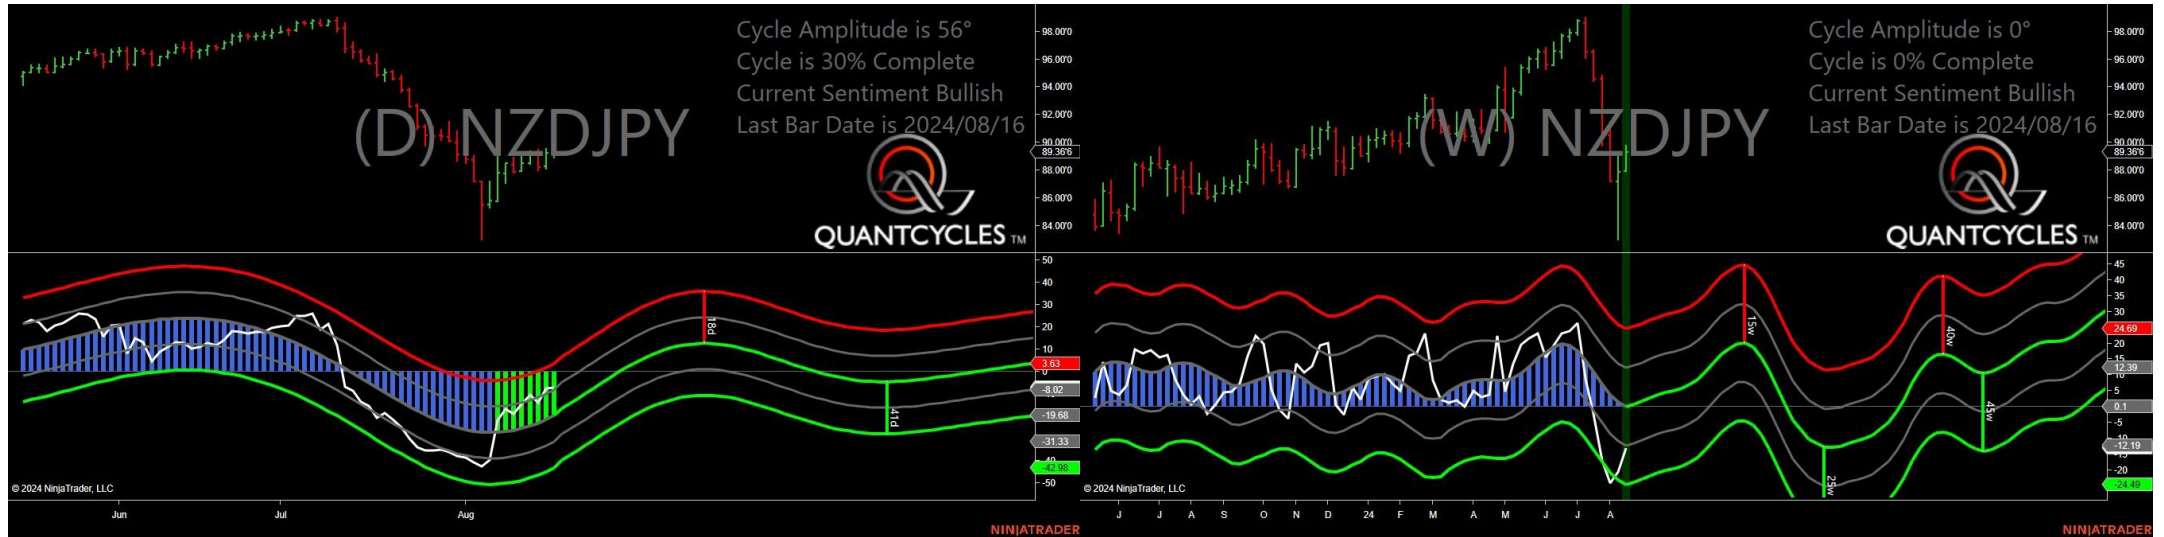 Cycle Amplitude is 56°
Cycle is 30% Complete
Current Sentiment Bullish
Last Bar Date is 2024/08/16
(D) NZDJPY
QUANTCYCLES TM
98.00'0
96.00'0
94.00'0
92.00'0
89.36'6
88.00'0
86.00'0
84.00'0
50
40
30
20
10
3.63
-8.02
-19.68
-31.33
-42.98
-50
18d
41d
© 2024 NinjaTrader, LLC
Jun
Jul
Aug
NINJATRADER
Cycle Amplitude is 0°
Cycle is 0% Complete
Current Sentiment Bullish
Last Bar Date is 2024/08/16
(W) NZDJPY
QUANTCYCLES TM
98.00'0
96.00'0
94.00'0
92.00'0
90.00'0
89.36'6
88.00'0
86.00'0
84.00'0
45
40
35
30
24.69
20
15
12.39
10
5
0.1
-5
-12.19
-20
-24.49
15w
25w
40w
45w
© 2024 NinjaTrader, LLC
J J A S O N D 24 F M A M J J A
NINJATRADER